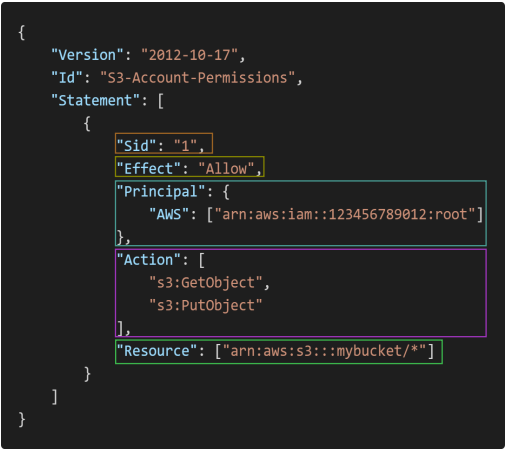 {
    "Version": "2012-10-17",
    "Id": "S3-Account-Permissions",
    "Statement": [
        {
            "Sid": "1",
            "Effect": "Allow",
            "Principal": {
                "AWS": ["arn:aws:iam::123456789012:root"]
            },
            "Action": [
                "s3:GetObject",
                "s3:PutObject"
            ],
            "Resource": ["arn:aws:s3:::mybucket/*"]
        }
    ]
}